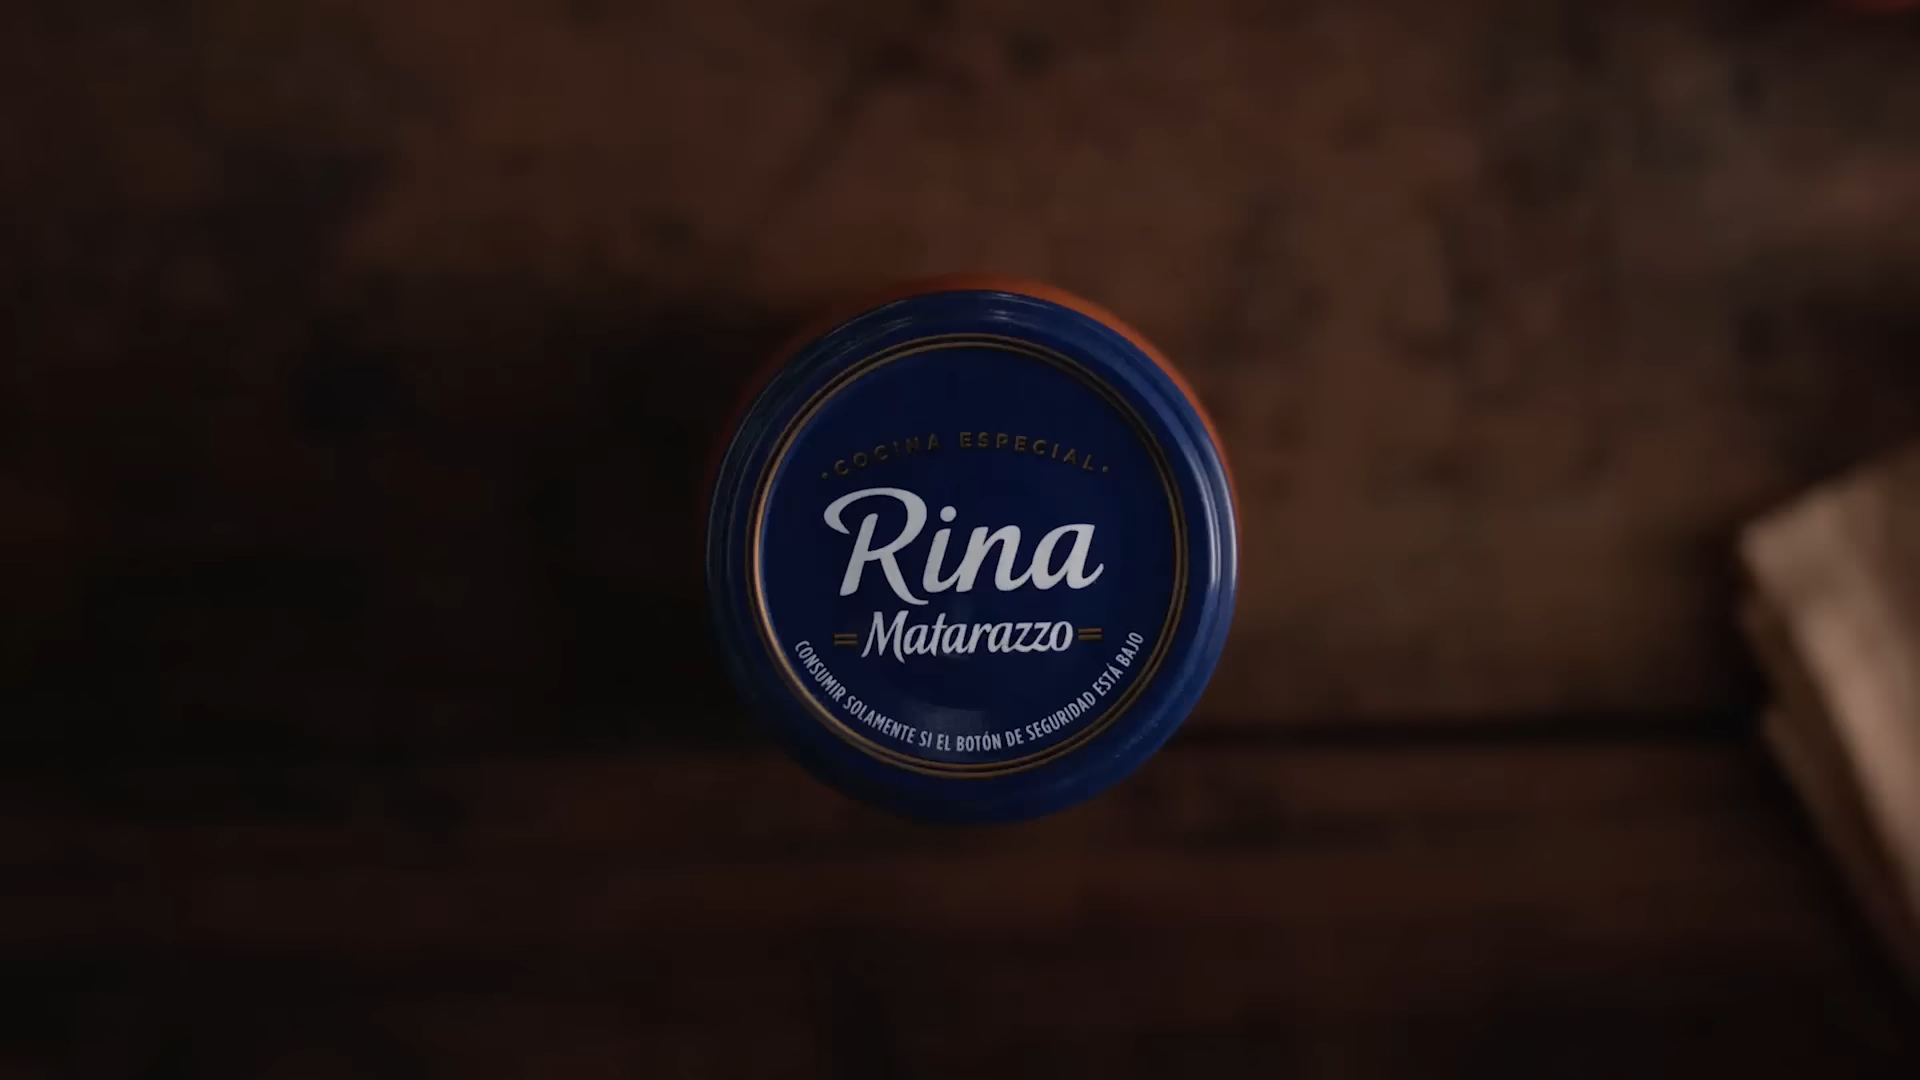 ·COCINA ESPECIAL·
Rina
Matarazzo
CONSUMIR SOLAMENTE SI EL BOTÓN DE SEGURIDAD ESTÁ BAJO